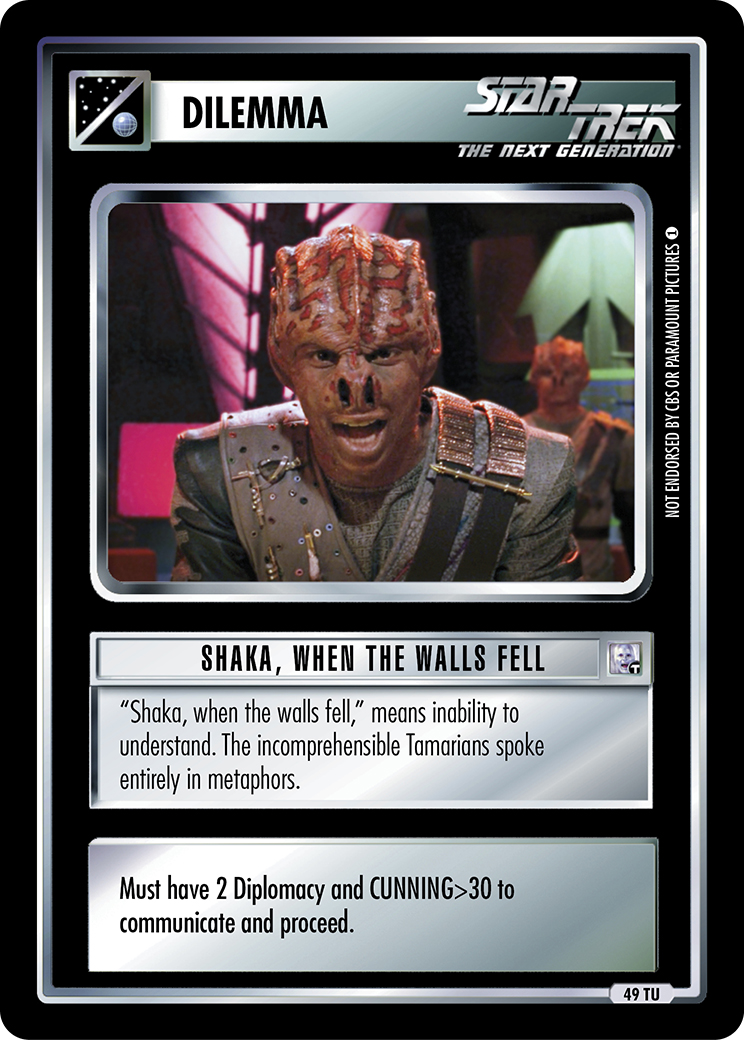 DILEMMA
STAR TREK
THE NEXT GENERATION
NOT ENDORSED BY CBS OR PARAMOUNT PICTURES 1
SHAKA, WHEN THE WALLS FELL
T
“Shaka, when the walls fell,” means inability to
understand. The incomprehensible Tamarians spoke
entirely in metaphors.
Must have 2 Diplomacy and CUNNING>30 to
communicate and proceed.
49 TU